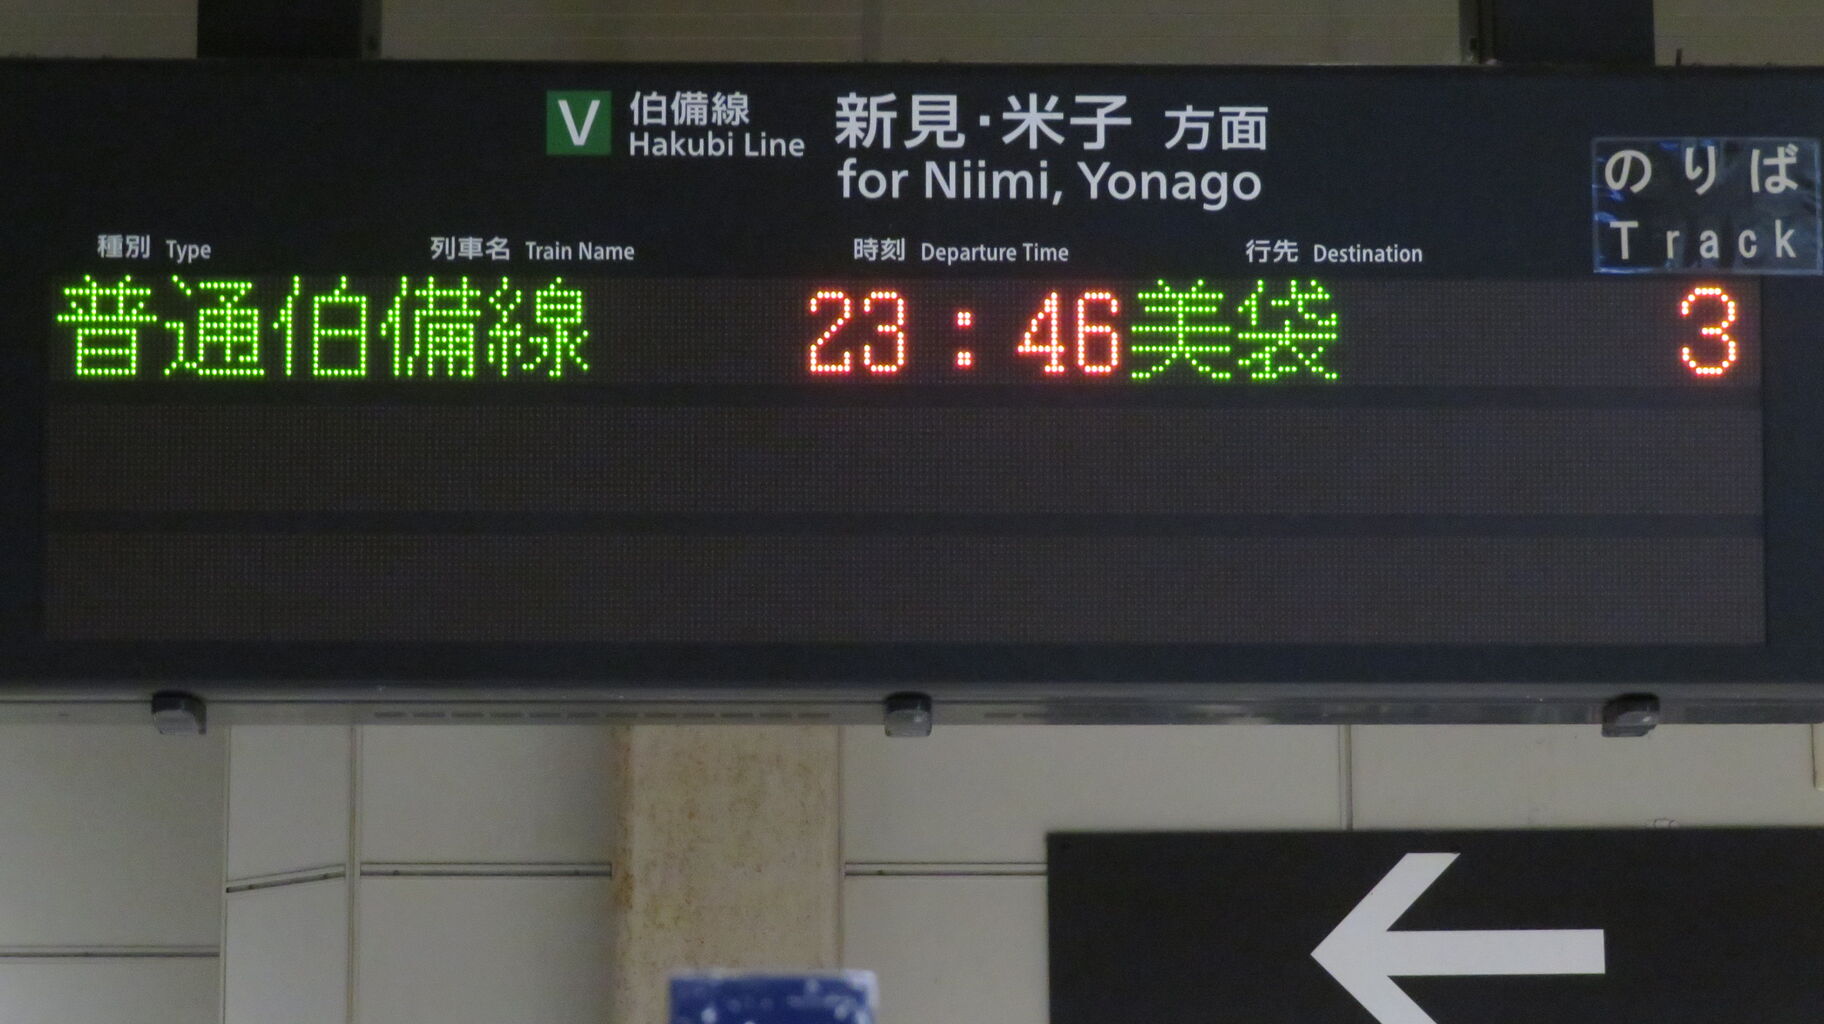 V 伯備線 新見・米子 方面
Hakubi Line for Niimi, Yonago
のりば
Track
種別 Type 列車名 Train Name 時刻 Departure Time 行先 Destination
普通伯備線 23:46 美袋 3